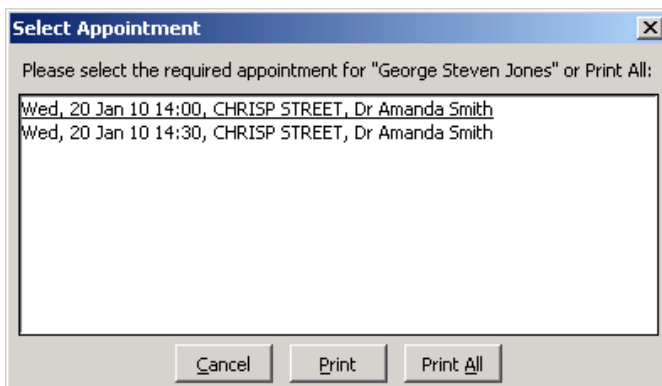 Select Appointment
Please select the required appointment for "George Steven Jones" or Print All:
Wed, 20 Jan 10 14:00, CHRISP STREET, Dr Amanda Smith
Wed, 20 Jan 10 14:30, CHRISP STREET, Dr Amanda Smith
Cancel Print Print All